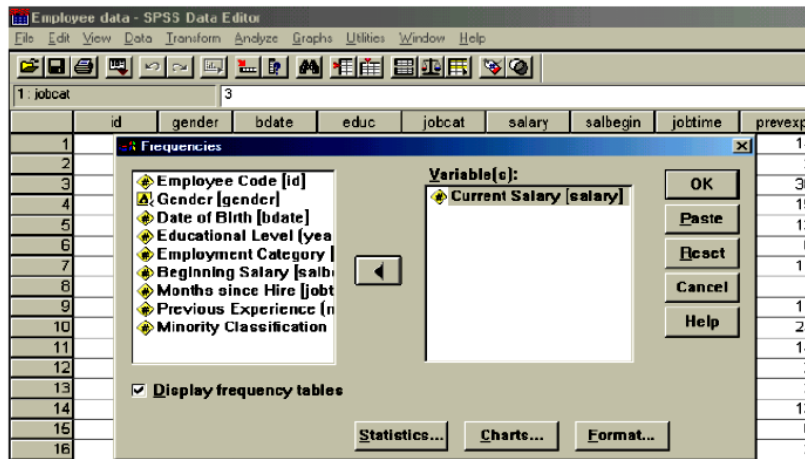 Employee data - SPSS Data Editor
File Edit View Data Transform Analyze Graphs Utilities Window Help
1 : jobcat 3
id gender bdate educ jobcat salary salbegin jobtime prevexp
1
2
3
4
5
6
7
8
9
10
11
12
13
14
15
16
Frequencies
Employee Code [id]
Gender [gender]
Date of Birth [bdate]
Educational Level (yea
Employment Category [
Beginning Salary [salb
Months since Hire [jobt
Previous Experience (m
Minority Classification
Variable(s):
Current Salary [salary]
OK
Paste
Reset
Cancel
Help
Display frequency tables
Statistics... Charts... Format...